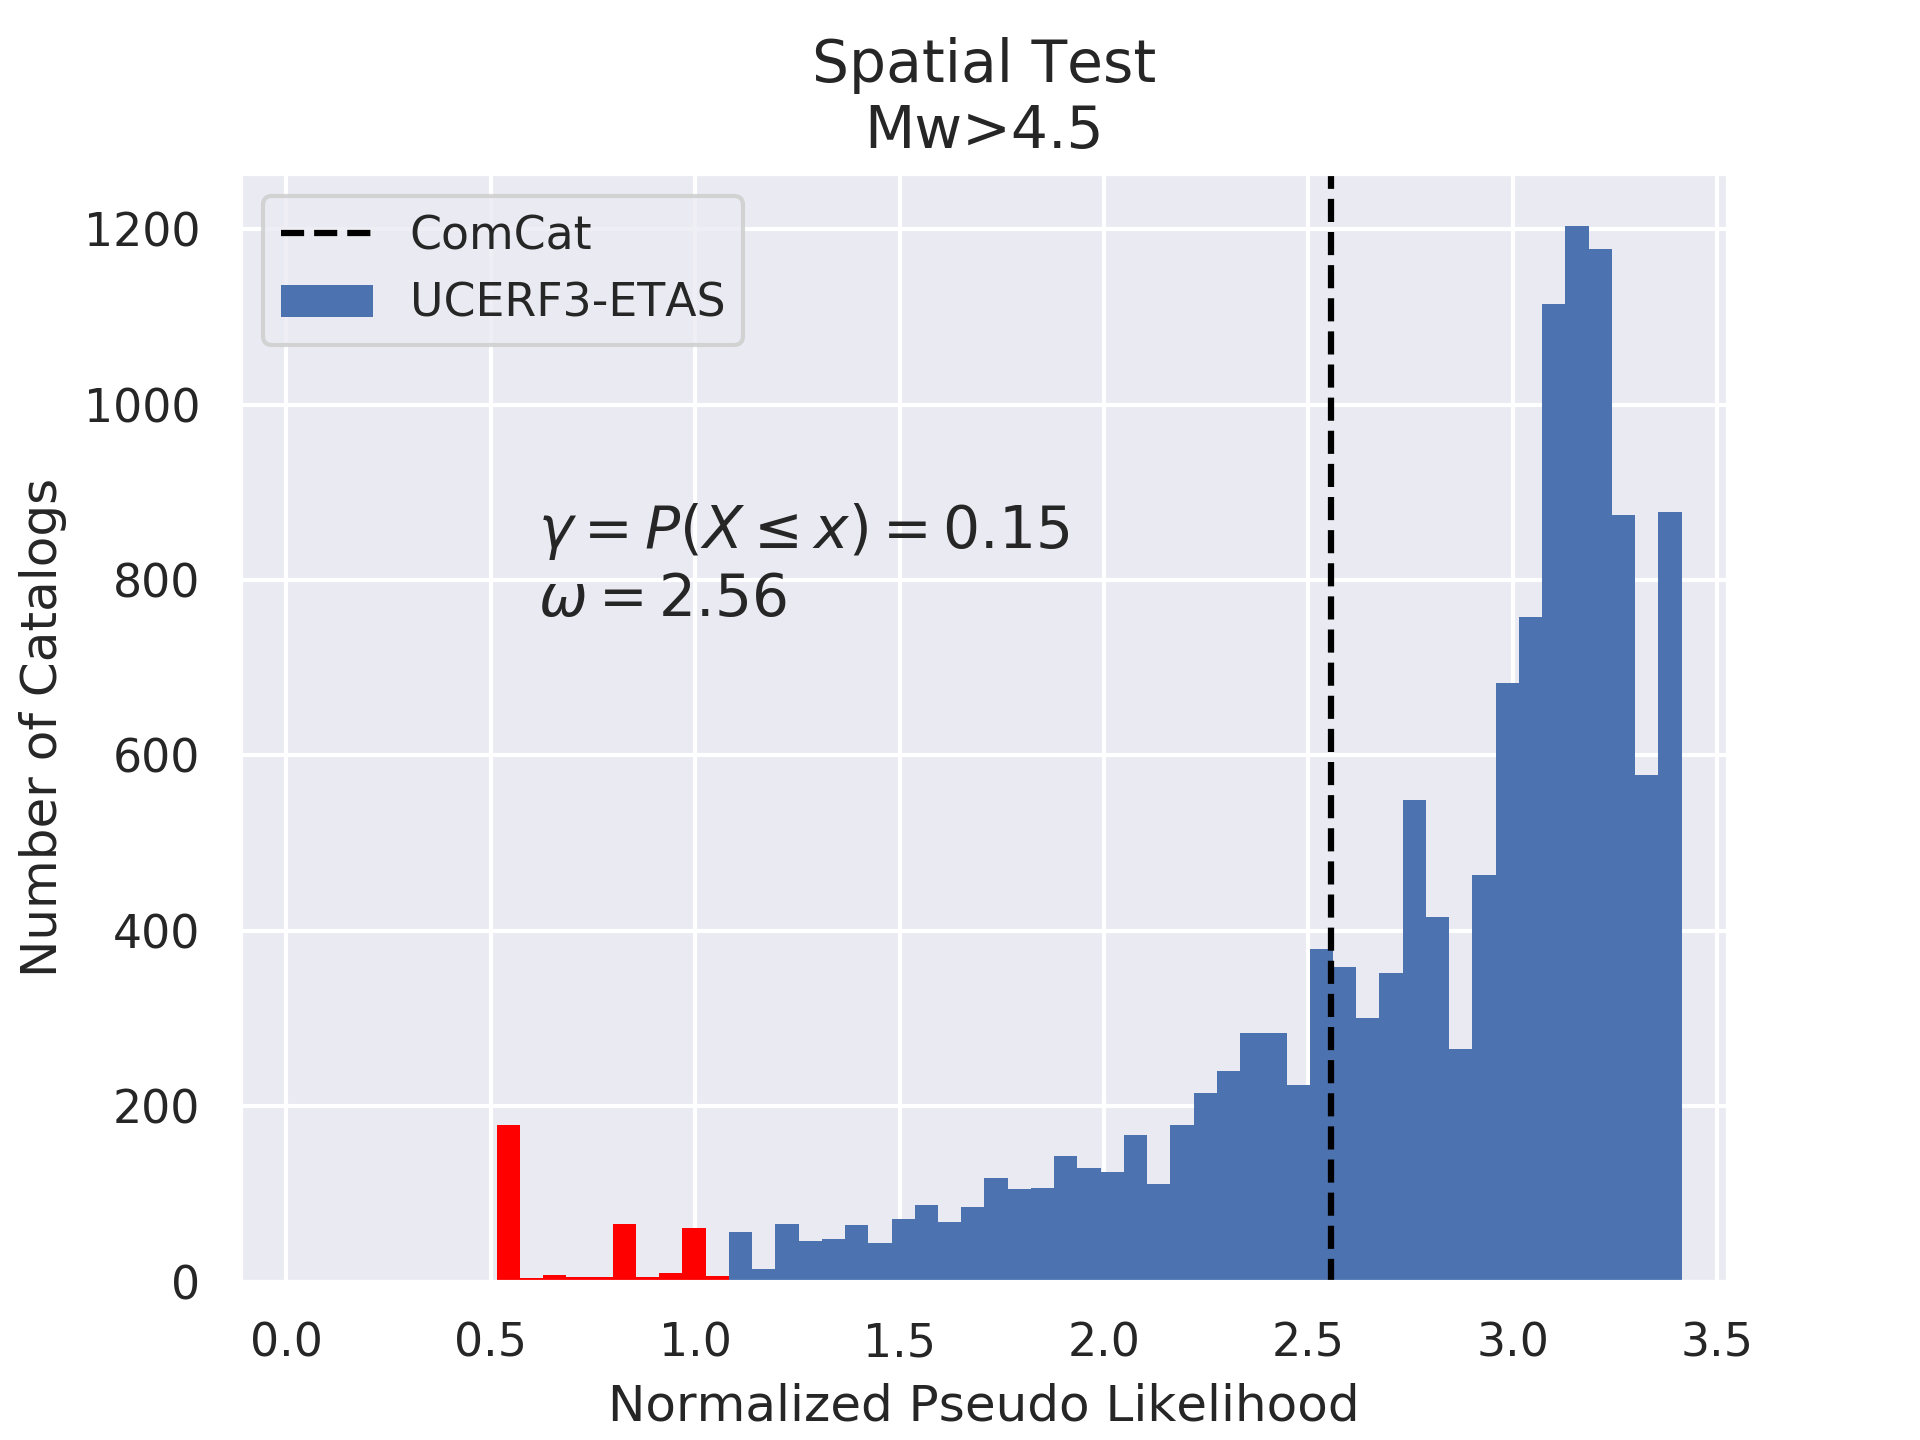 Spatial Test
Mw>4.5
ComCat
UCERF3-ETAS
γ = P(X ≤ x) = 0.15
ω = 2.56
Number of Catalogs
1200
1000
800
600
400
200
0
0.0 0.5 1.0 1.5 2.0 2.5 3.0 3.5
Normalized Pseudo Likelihood